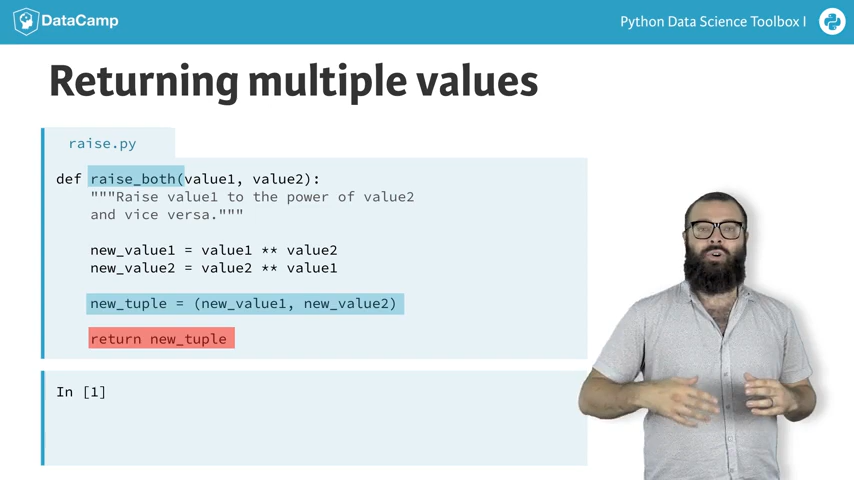 DataCamp
Python Data Science Toolbox I
Returning multiple values
raise.py
def raise_both(value1, value2):
"""Raise value1 to the power of value2
and vice versa."""
new_value1 = value1 ** value2
new_value2 = value2 ** value1
new_tuple = (new_value1, new_value2)
return new_tuple
In [1]